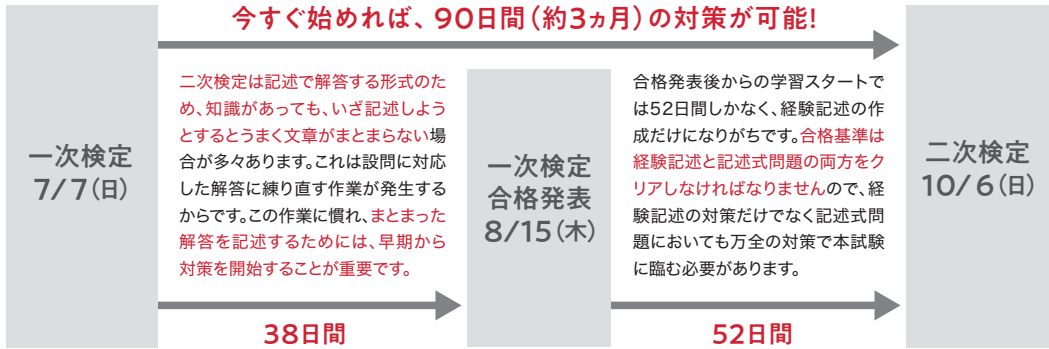 今すぐ始めれば、90日間（約3ヵ月）の対策が可能!
一次検定
7/7（日）
二次検定は記述で解答する形式のた
め、知識があっても、いざ記述しよう
とするとうまく文章がまとまらない場
合が多々あります。これは設問に対応
した解答に練り直す作業が発生する
からです。この作業に慣れ、まとまった
解答を記述するためには、早期から
対策を開始することが重要です。
38日間
一次検定
合格発表
8/15（木）
合格発表後からの学習スタートで
は52日間しかなく、経験記述の作
成だけになりがちです。合格基準は
経験記述と記述式問題の両方をク
リアしなければなりませんので、経
験記述の対策だけでなく記述式問
題においても万全の対策で本試験
に臨む必要があります。
52日間
二次検定
10/6（日）